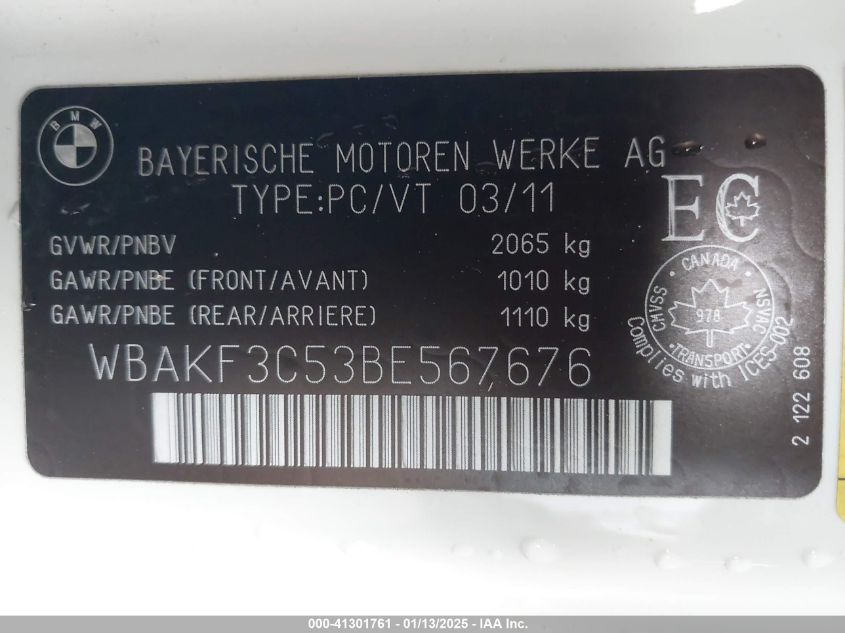 BMW
BAYERISCHE MOTOREN WERKE AG
TYPE:PC/VT 03/11
EC
GVWR/PNBV 2065 kg
GAWR/PNBE (FRONT/AVANT) 1010 kg
GAWR/PNBE (REAR/ARRIERE) 1110 kg
CANADA
CMVSS 978 NSVAC
TRANSPORT
Complies with ICES-002
WBAKF3C53BE567676
2 122 608
000-41301761 - 01/13/2025 - IAA Inc.